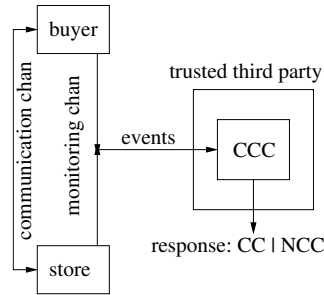 buyer
trusted third party
communication chan
monitoring chan
events
CCC
response: CC | NCC
store